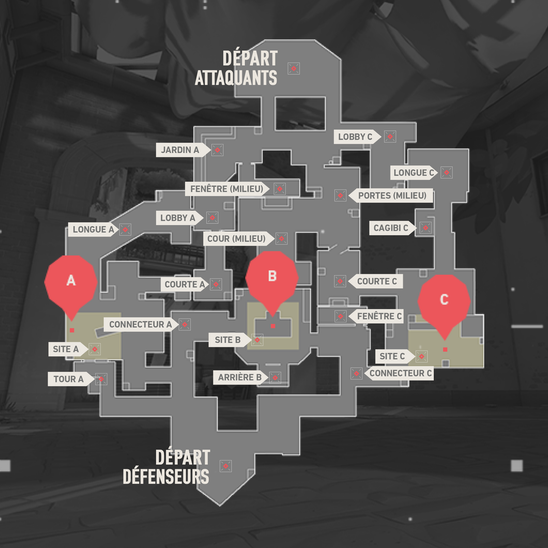 DÉPART
ATTAQUANTS
LOBBY C
JARDIN A
LONGUE C
FENÊTRE (MILIEU)
PORTES (MILIEU)
LOBBY A
LONGUE A
CAGIBI C
COUR (MILIEU)
A
B
COURTE C
COURTE A
C
FENÊTRE C
CONNECTEUR A
SITE B
SITE A
SITE C
CONNECTEUR C
TOUR A
ARRIÈRE B
DÉPART
DÉFENSEURS